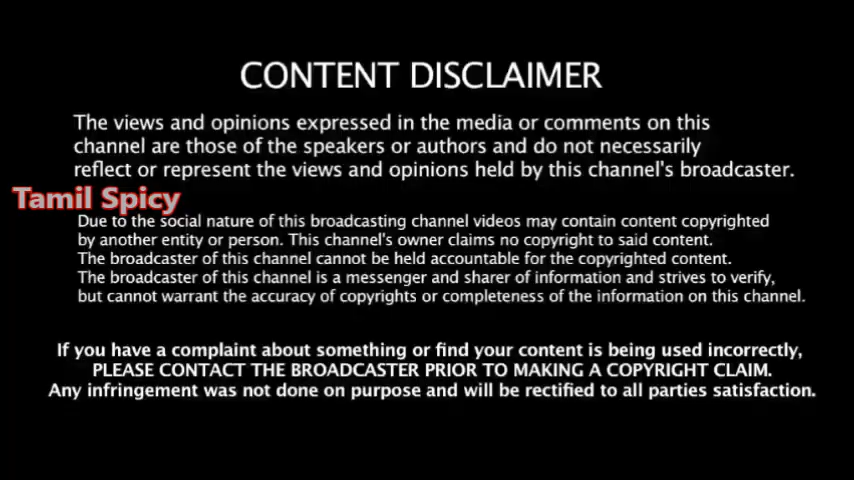 CONTENT DISCLAIMER
The views and opinions expressed in the media or comments on this
channel are those of the speakers or authors and do not necessarily
reflect or represent the views and opinions held by this channel's broadcaster.
Tamil Spicy
Due to the social nature of this broadcasting channel videos may contain content copyrighted
by another entity or person. This channel's owner claims no copyright to said content.
The broadcaster of this channel cannot be held accountable for the copyrighted content.
The broadcaster of this channel is a messenger and sharer of information and strives to verify,
but cannot warrant the accuracy of copyrights or completeness of the information on this channel.
If you have a complaint about something or find your content is being used incorrectly,
PLEASE CONTACT THE BROADCASTER PRIOR TO MAKING A COPYRIGHT CLAIM.
Any infringement was not done on purpose and will be rectified to all parties satisfaction.